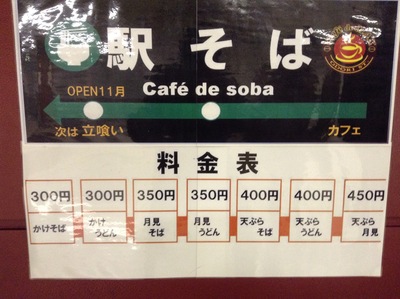 駅そば
OPEN11月
Café de soba
次は 立喰い
カフェ
料金表
300円 300円 350円 350円 400円 400円 450円
かけそば
かけ
うどん
月見
そば
月見
うどん
天ぷら
そば
天ぷら
うどん
天ぷら
月見